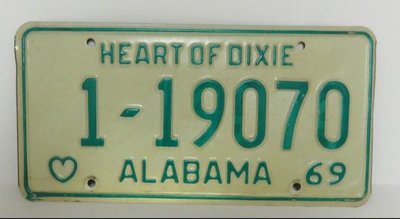 HEART OF DIXIE
1-19070
ALABAMA 69